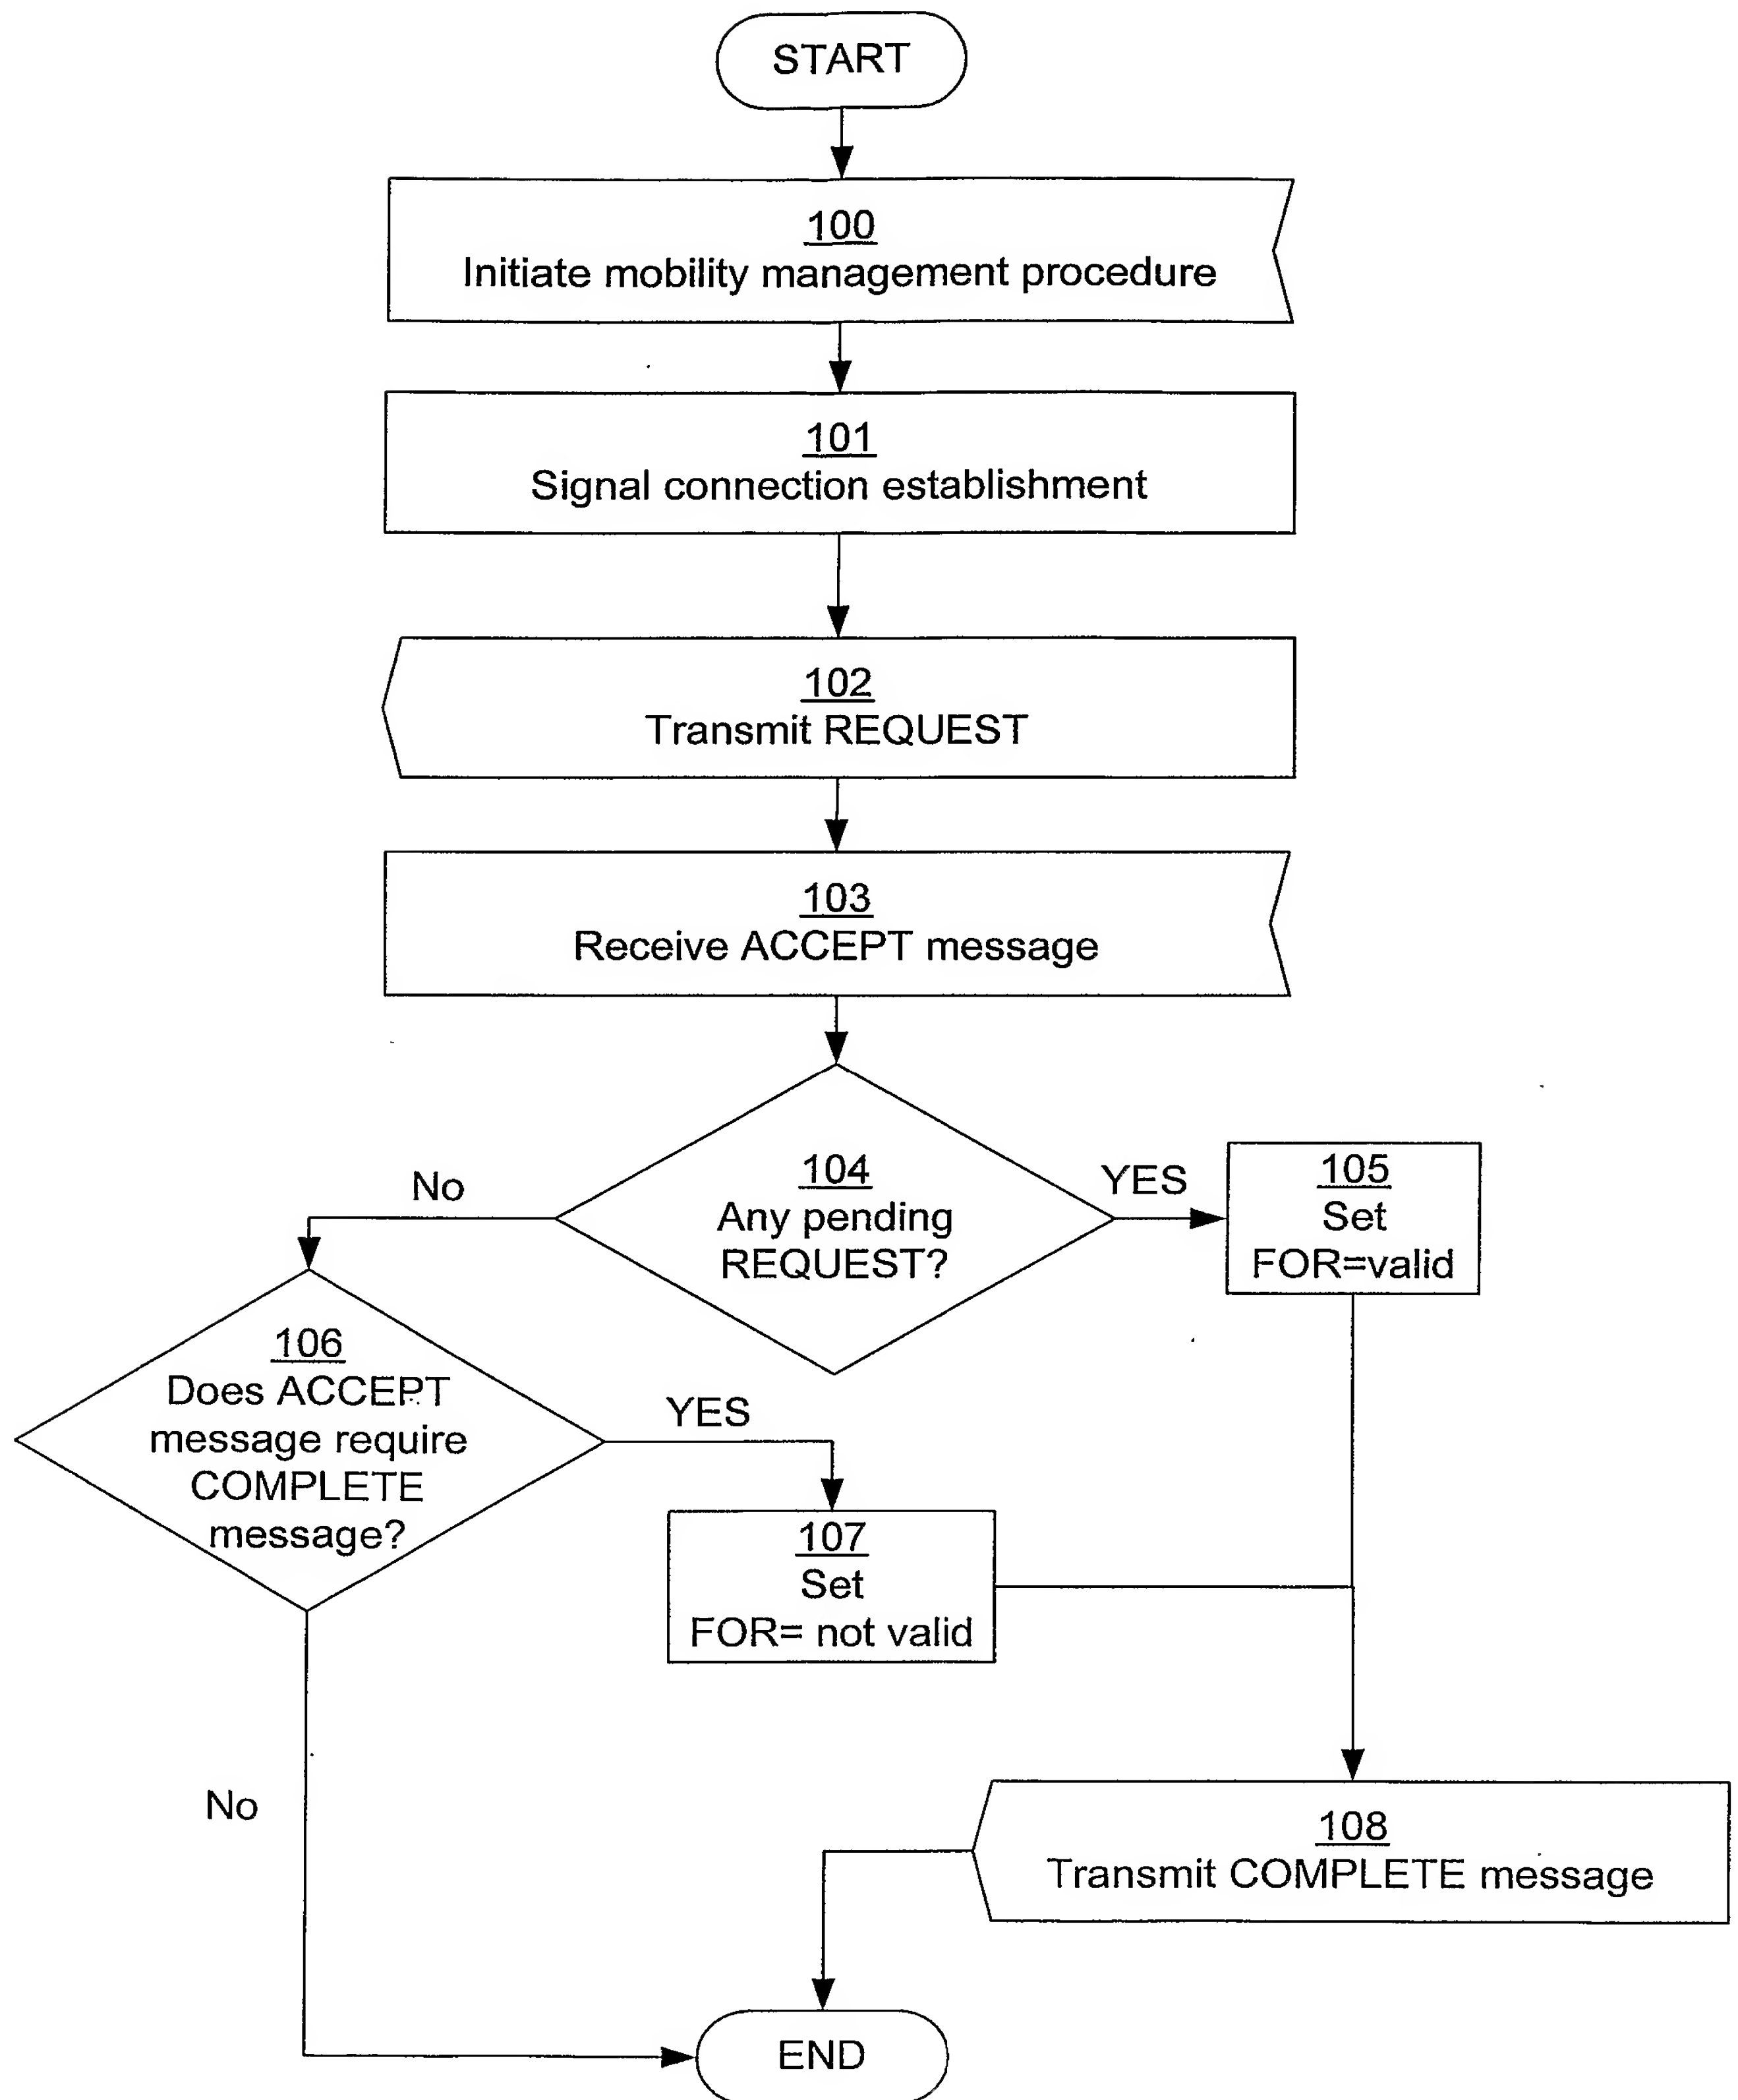 START
100
Initiate mobility management procedure
101
Signal connection establishment
102
Transmit REQUEST
103
Receive ACCEPT message
104
Any pending
REQUEST?
No
YES
105
Set
FOR=valid
106
Does ACCEPT
message require
COMPLETE
message?
YES
107
Set
FOR= not valid
No
108
Transmit COMPLETE message
END